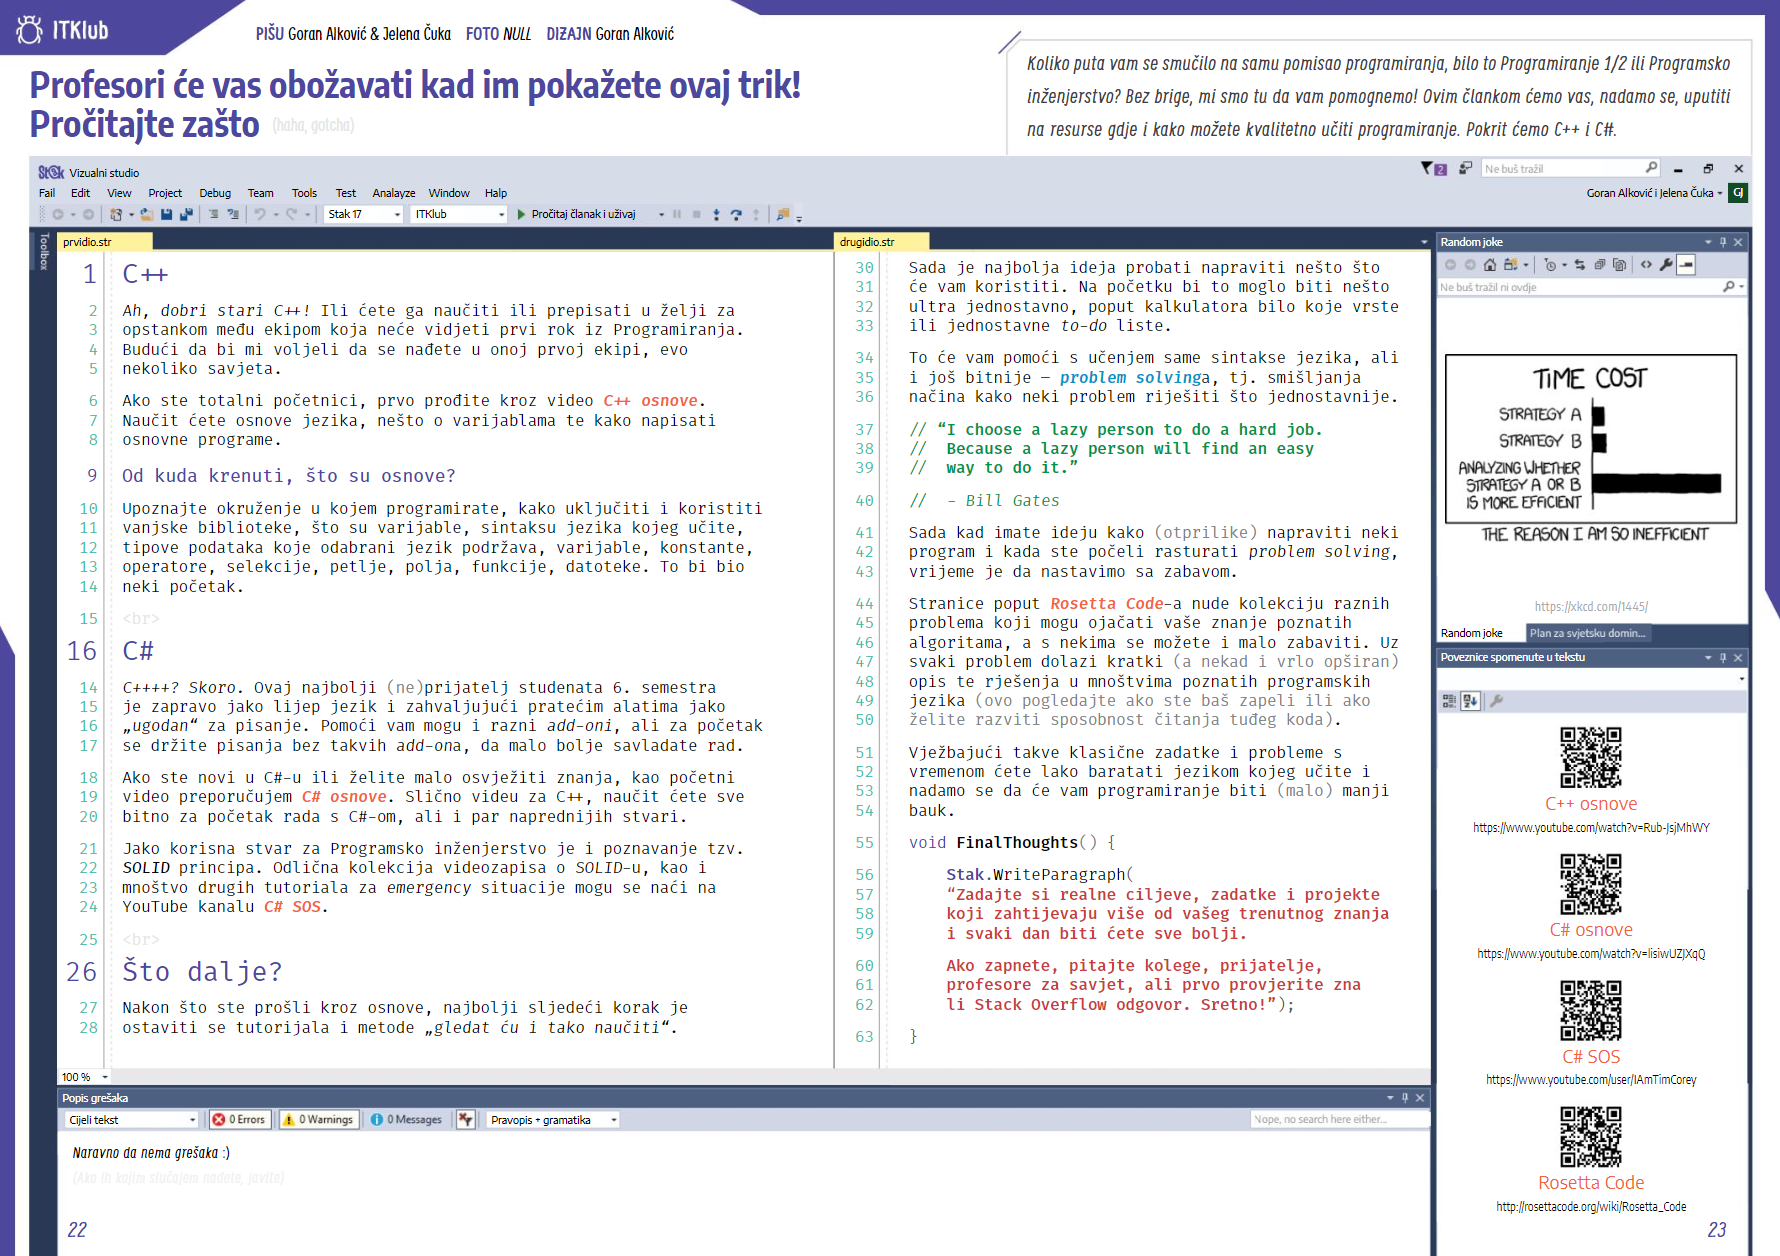 ITKlub
PIŠU Goran Alković & Jelena Čuka FOTO NULL DIZAJN Goran Alković
Profesori će vas obožavati kad im pokažete ovaj trik!
Pročitajte zašto (haha, gotcha)
Koliko puta vam se smučilo na samu pomisao programiranja, bilo to Programiranje 1/2 ili Programsko
inženjerstvo? Bez brige, mi smo tu da vam pomognemo! Ovim člankom ćemo vas, nadamo se, uputiti
na resurse gdje i kako možete kvalitetno učiti programiranje. Pokrit ćemo C++ i C#.
St@k Vizualni studio
2 Ne buš tražil
Fail Edit View Project Debug Team Tools Test Analayze Window Halp
Goran Alković i Jelena Čuka GJ
Stak 17 ITKlub Pročitaj članak i uživaj
Toolbox
prvidio.str
1 C++
2 Ah, dobri stari C++! Ili ćete ga naučiti ili prepisati u želji za
3 opstankom među ekipom koja neće vidjeti prvi rok iz Programiranja.
4 Budući da bi mi voljeli da se nađete u onoj prvoj ekipi, evo
5 nekoliko savjeta.
6 Ako ste totalni početnici, prvo prođite kroz video C++ osnove.
7 Naučit ćete osnove jezika, nešto o varijablama te kako napisati
8 osnovne programe.
9 Od kuda krenuti, što su osnove?
10 Upoznajte okruženje u kojem programirate, kako uključiti i koristiti
11 vanjske biblioteke, što su varijable, sintaksu jezika kojeg učite,
12 tipove podataka koje odabrani jezik podržava, varijable, konstante,
13 operatore, selekcije, petlje, polja, funkcije, datoteke. To bi bio
14 neki početak.
15 <br>
16 C#
14 C++++? Skoro. Ovaj najbolji (ne)prijatelj studenata 6. semestra
15 je zapravo jako lijep jezik i zahvaljujući pratećim alatima jako
16 „ugodan“ za pisanje. Pomoći vam mogu i razni add-oni, ali za početak
17 se držite pisanja bez takvih add-ona, da malo bolje savladate rad.
18 Ako ste novi u C#-u ili želite malo osvježiti znanja, kao početni
19 video preporučujem C# osnove. Slično videu za C++, naučit ćete sve
20 bitno za početak rada s C#-om, ali i par naprednijih stvari.
21 Jako korisna stvar za Programsko inženjerstvo je i poznavanje tzv.
22 SOLID principa. Odlična kolekcija videozapisa o SOLID-u, kao i
23 mnoštvo drugih tutoriala za emergency situacije mogu se naći na
24 YouTube kanalu C# SOS.
25 <br>
26 Što dalje?
27 Nakon što ste prošli kroz osnove, najbolji sljedeći korak je
28 ostaviti se tutorijala i metode „gledat ću i tako naučiti“.
100 %
drugidio.str
30 Sada je najbolja ideja probati napraviti nešto što
31 će vam koristiti. Na početku bi to moglo biti nešto
32 ultra jednostavno, poput kalkulatora bilo koje vrste
33 ili jednostavne to-do liste.
34 To će vam pomoći s učenjem same sintakse jezika, ali
35 i još bitnije – problem solvinga, tj. smišljanja
36 načina kako neki problem riješiti što jednostavnije.
37 // “I choose a lazy person to do a hard job.
38 // Because a lazy person will find an easy
39 // way to do it.”
40 // - Bill Gates
41 Sada kad imate ideju kako (otprilike) napraviti neki
42 program i kada ste počeli rasturati problem solving,
43 vrijeme je da nastavimo sa zabavom.
44 Stranice poput Rosetta Code-a nude kolekciju raznih
45 problema koji mogu ojačati vaše znanje poznatih
46 algoritama, a s nekima se možete i malo zabaviti. Uz
47 svaki problem dolazi kratki (a nekad i vrlo opširan)
48 opis te rješenja u mnoštvima poznatih programskih
49 jezika (ovo pogledajte ako ste baš zapeli ili ako
50 želite razviti sposobnost čitanja tuđeg koda).
51 Vježbajući takve klasične zadatke i probleme s
52 vremenom ćete lako baratati jezikom kojeg učite i
53 nadamo se da će vam programiranje biti (malo) manji
54 bauk.
55 void FinalThoughts() {
56 Stak.WriteParagraph(
57 “Zadajte si realne ciljeve, zadatke i projekte
58 koji zahtijevaju više od vašeg trenutnog znanja
59 i svaki dan biti ćete sve bolji.
60 Ako zapnete, pitajte kolege, prijatelje,
61 profesore za savjet, ali prvo provjerite zna
62 li Stack Overflow odgovor. Sretno!”);
63 }
Random joke
Ne buš tražil ni ovdje
TIME COST
STRATEGY A
STRATEGY B
ANALYZING WHETHER
STRATEGY A OR B
IS MORE EFFICIENT
THE REASON I AM SO INEFFICIENT
https://xkcd.com/1445/
Random joke Plan za svjetsku domin...
Poveznice spomenute u tekstu
C++ osnove
https://www.youtube.com/watch?v=Rub-JsjMhWY
C# osnove
https://www.youtube.com/watch?v=lisiwUZJXqQ
C# SOS
https://www.youtube.com/user/IAmTimCorey
Rosetta Code
http://rosettacode.org/wiki/Rosetta_Code
Popis grešaka
Cijeli tekst 0 Errors 0 Warnings 0 Messages Pravopis + gramatika Nope, no search here either...
Naravno da nema grešaka :)
(Ako ih kojim slučajem nađete, javite)
22
23